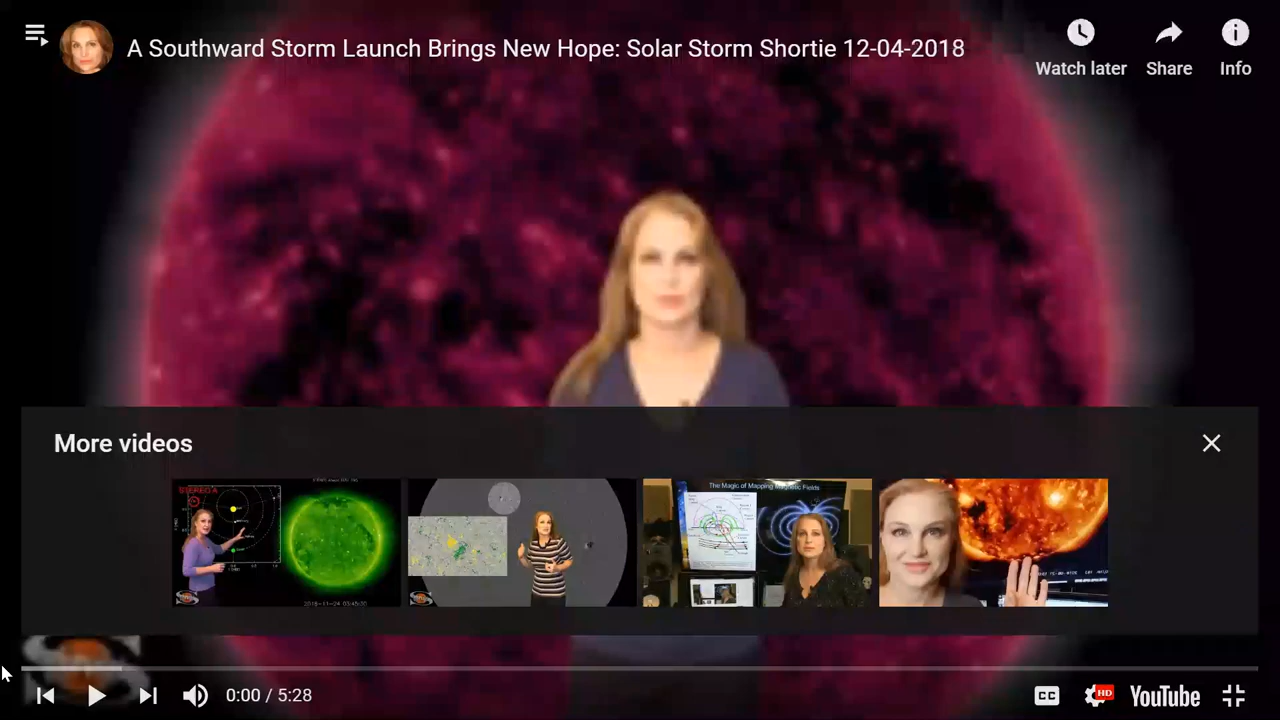 A Southward Storm Launch Brings New Hope: Solar Storm Shortie 12-04-2018
Watch later
Share
Info
More videos
STEREO A
The Magic of Mapping Magnetic Fields
0:00 / 5:28
CC
HD
YouTube